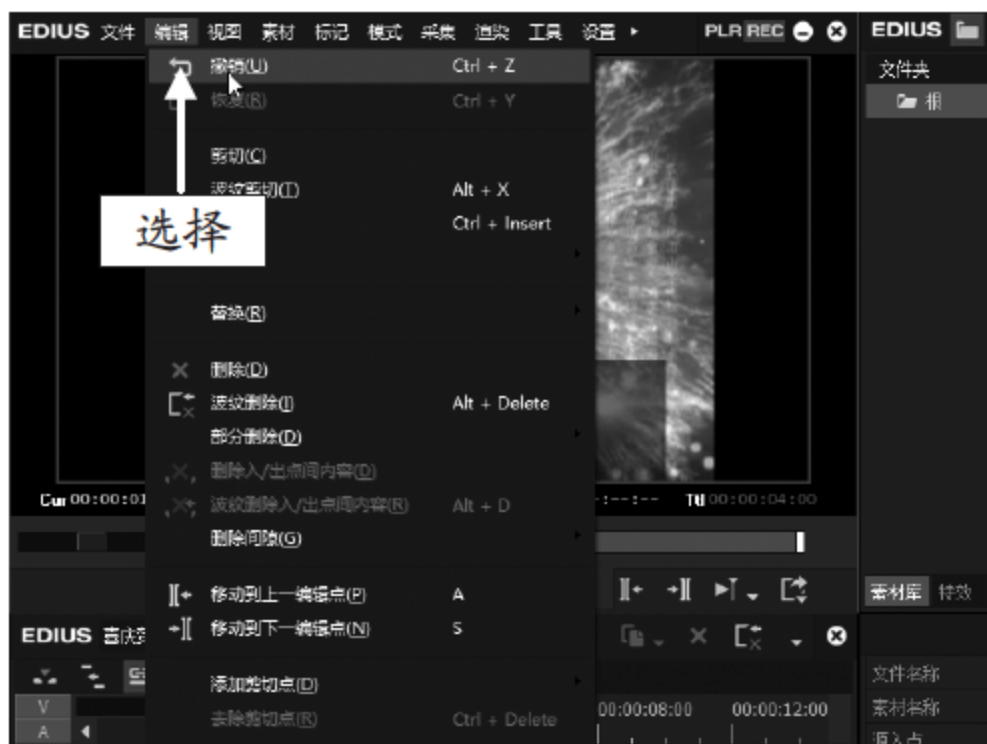 EDIUS 文件 编辑 视图 素材 标记 模式 采集 渲染 工具 设置 PLR REC
EDIUS
文件夹
根
撤销(U) Ctrl + Z
恢复(R) Ctrl + Y
剪切(C)
波纹剪切(T) Alt + X
选择
Ctrl + Insert
替换(R)
删除(D)
波纹删除(I) Alt + Delete
部分删除(D)
删除入/出点间内容(D)
波纹删除入/出点间内容(R) Alt + D
删除间隙(G)
Cur 00:00:01
-:--:-- Ttl 00:00:04:00
移动到上一编辑点(P) A
移动到下一编辑点(N) S
素材库 特效
EDIUS 喜庆
添加剪切点(D)
去除剪切点(R) Ctrl + Delete
V
A
00:00:08:00 00:00:12:00
文件名称
素材名称
源入点